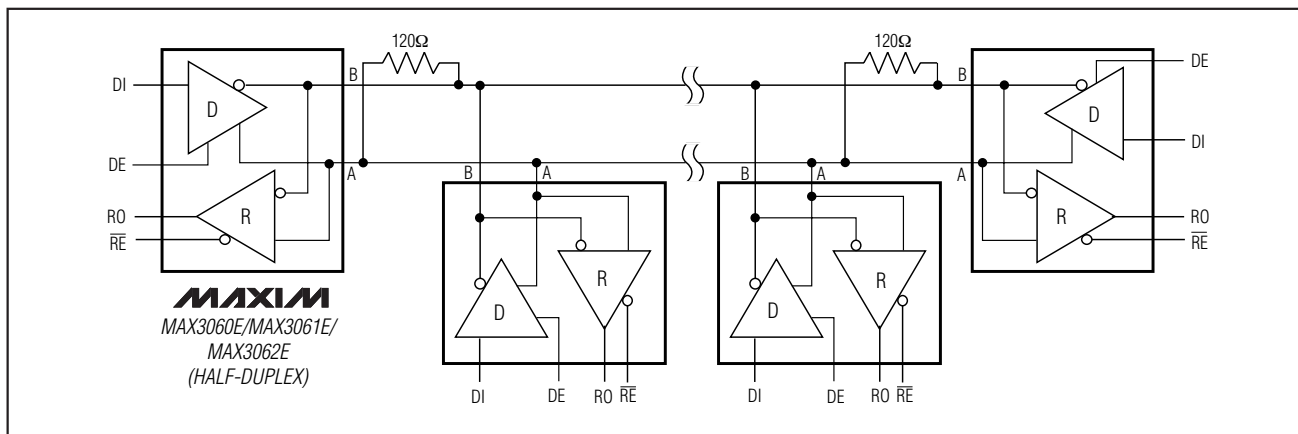 120Ω 120Ω
B B DE
DI D D
DI
DE
A B A B A A
RO R R RO
RE RE
R R
D D
MAXIM
MAX3060E/MAX3061E/
MAX3062E
(HALF-DUPLEX)
DI DE RO RE DI DE RO RE